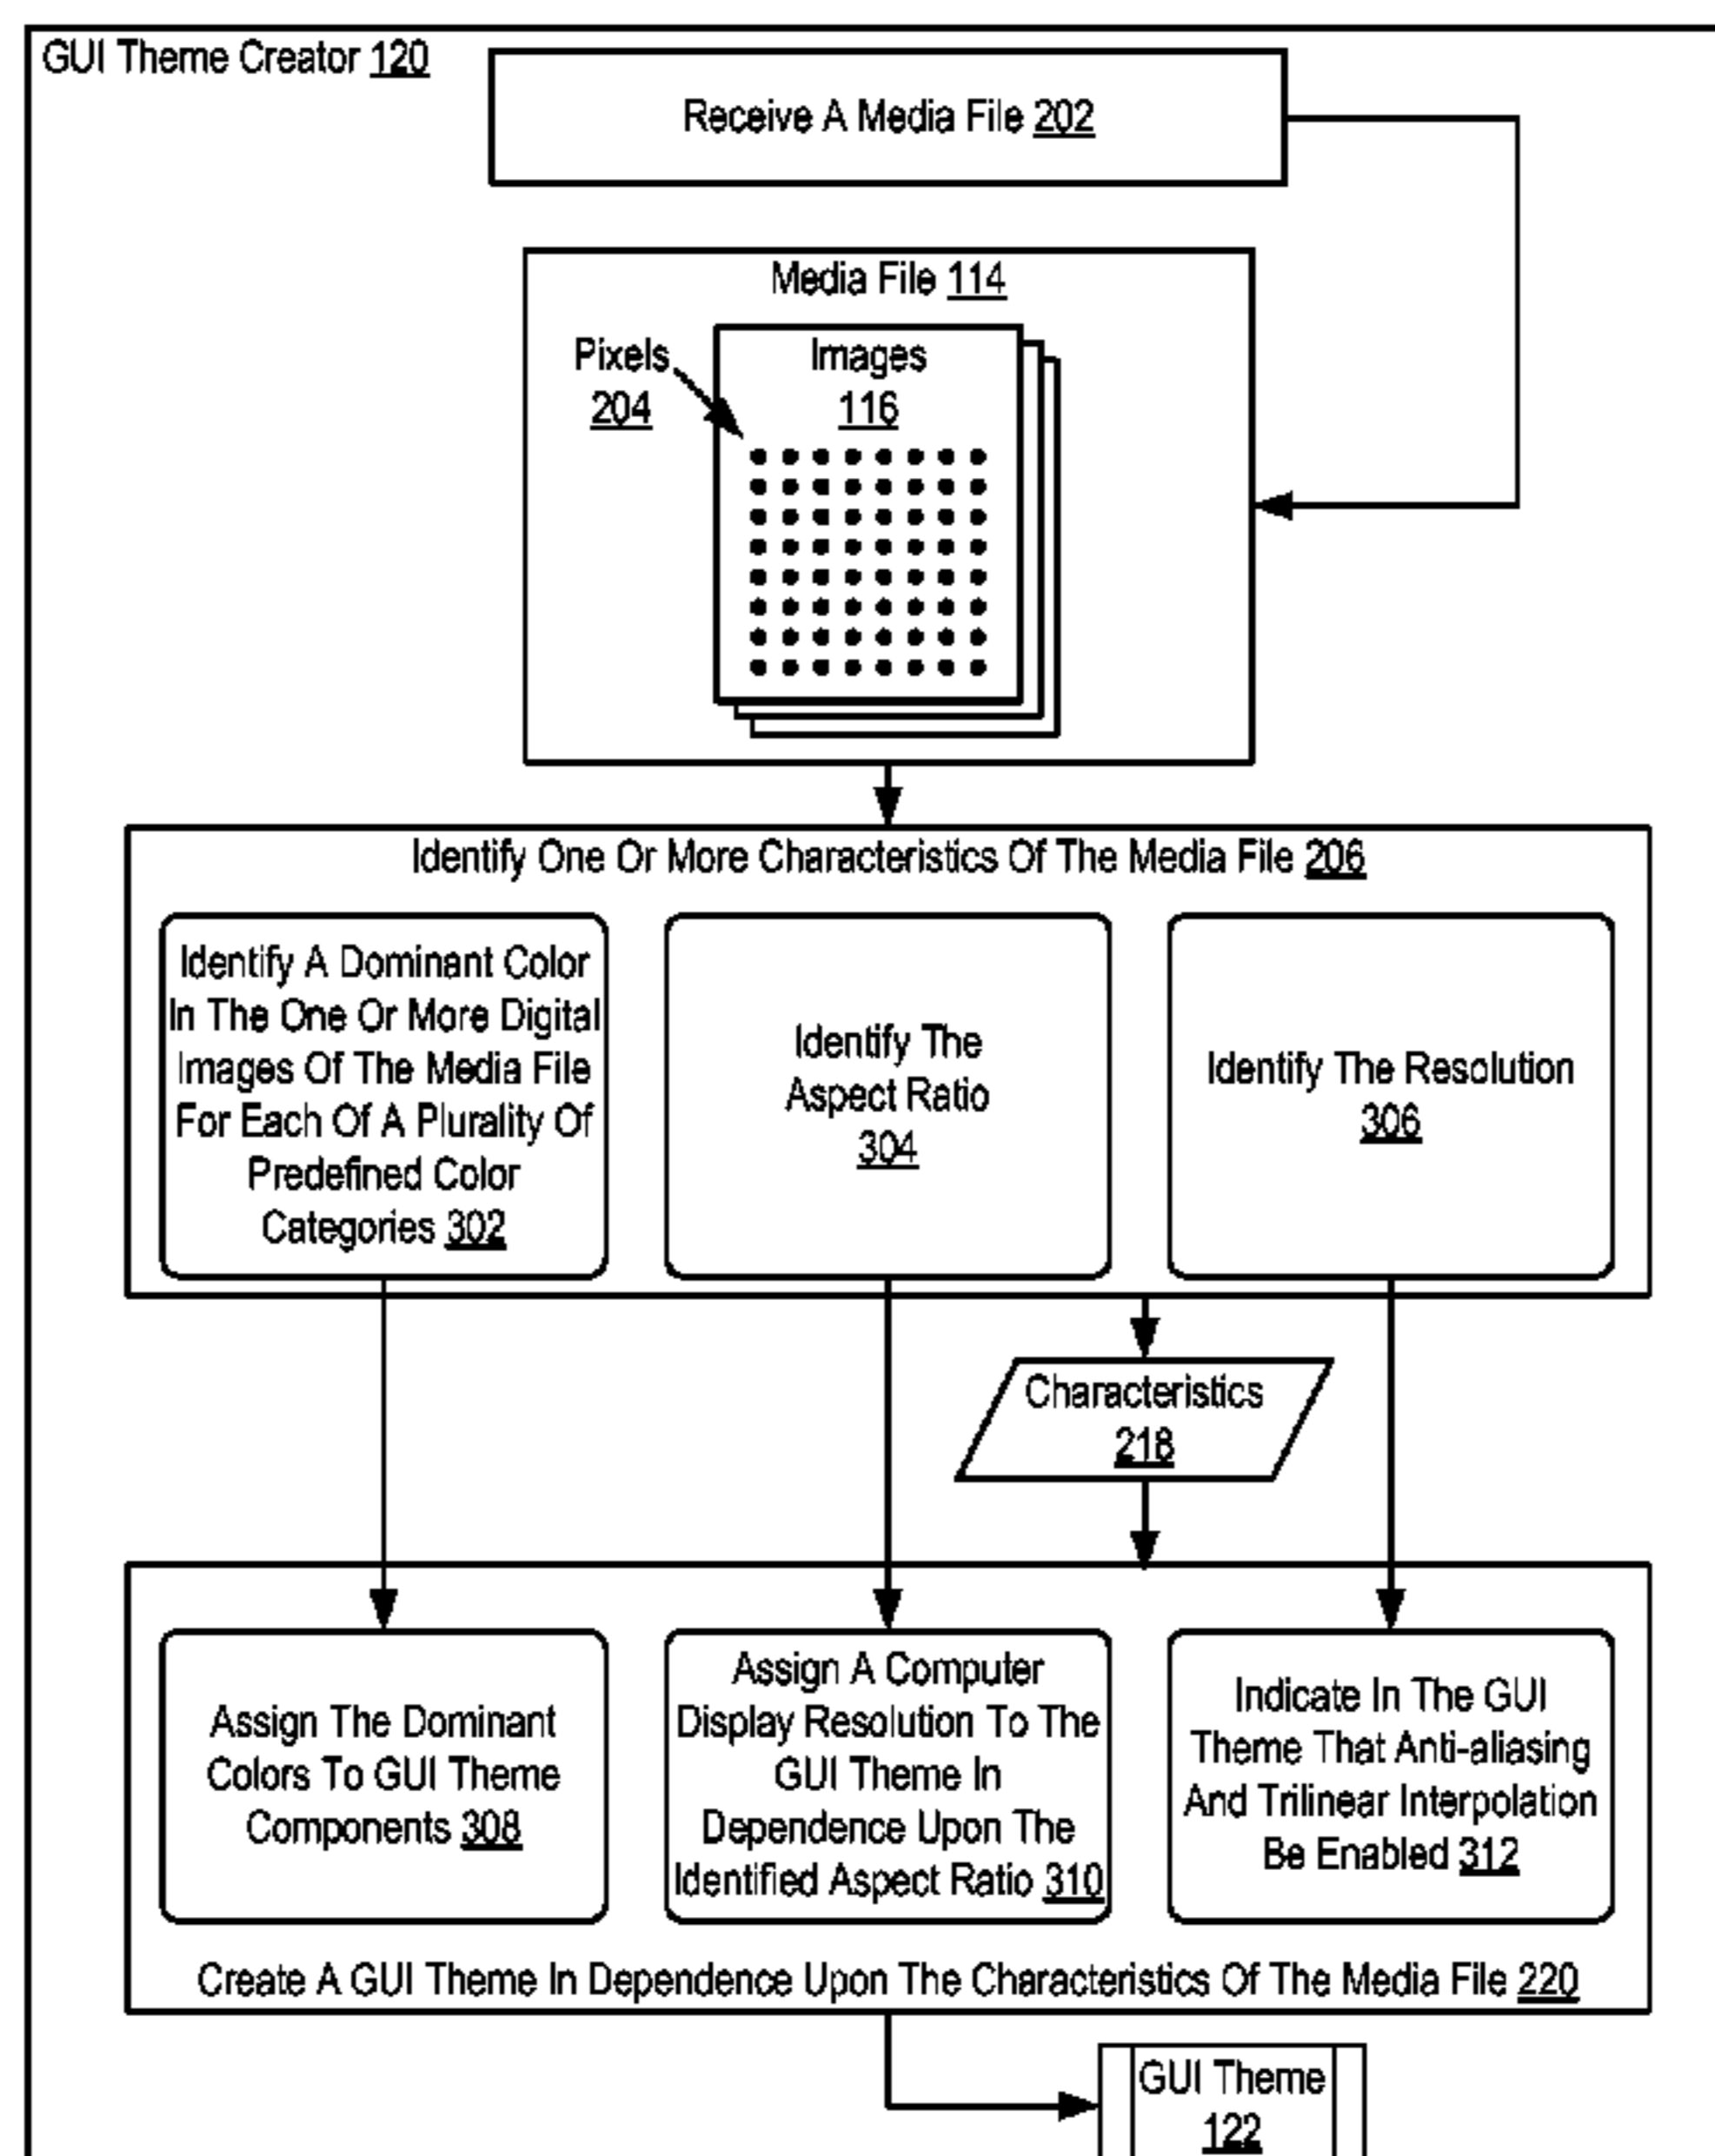 GUI Theme Creator 120
Receive A Media File 202
Media File 114
Pixels
204
Images
116
Identify One Or More Characteristics Of The Media File 206
Identify A Dominant Color
In The One Or More Digital
Images Of The Media File
For Each Of A Plurality Of
Predefined Color
Categories 302
Identify The
Aspect Ratio
304
Identify The Resolution
306
Characteristics
218
Assign The Dominant
Colors To GUI Theme
Components 308
Assign A Computer
Display Resolution To The
GUI Theme In
Dependence Upon The
Identified Aspect Ratio 310
Indicate In The GUI
Theme That Anti-aliasing
And Trilinear Interpolation
Be Enabled 312
Create A GUI Theme In Dependence Upon The Characteristics Of The Media File 220
GUI Theme
122